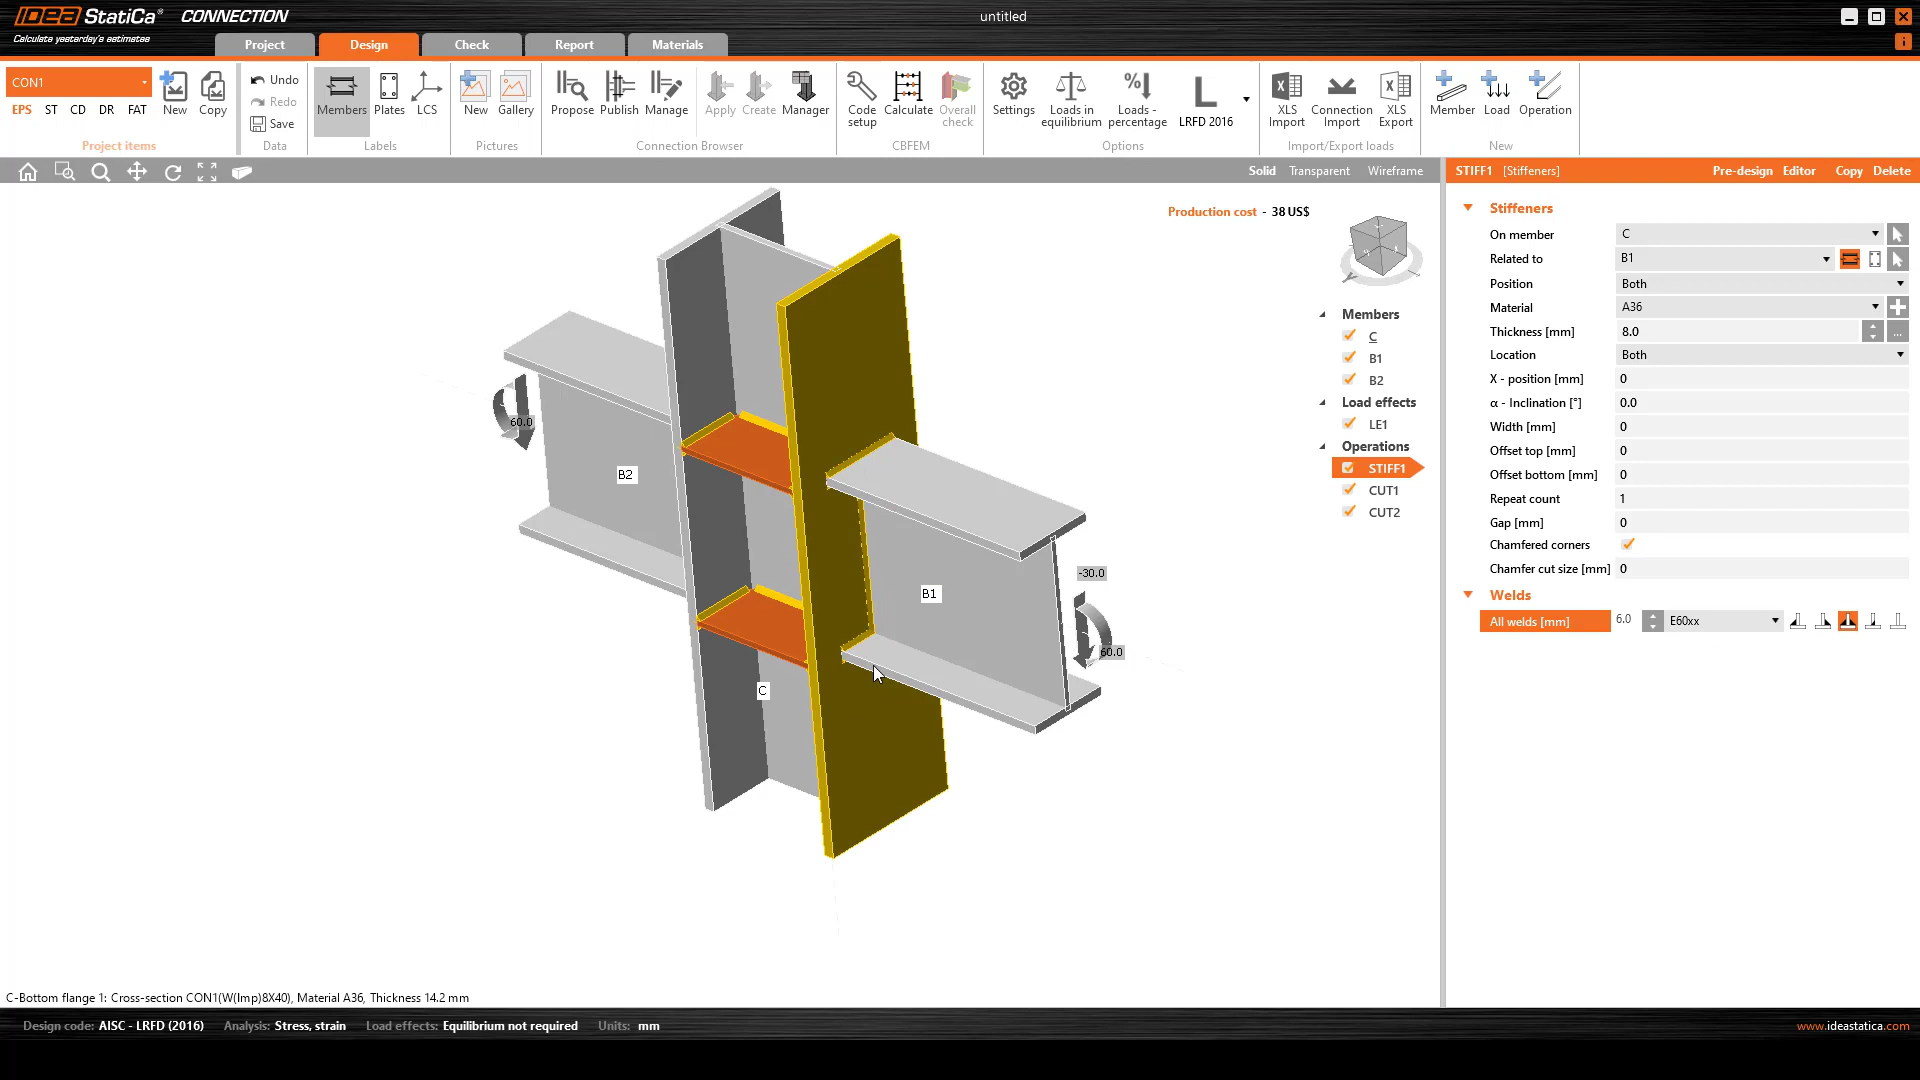 IDEA StatiCa® CONNECTION
Calculate yesterday's estimates
untitled
Project Design Check Report Materials
CON1
EPS ST CD DR FAT
New Copy
Project items
Undo
Redo
Save
Data
Members Plates LCS
Labels
New Gallery
Pictures
Propose Publish Manage Apply Create Manager
Connection Browser
Code setup Calculate Overall check
CBFEM
Settings Loads in equilibrium Loads - percentage LRFD 2016
Options
XLS Import Connection Import XLS Export
Import/Export loads
Member Load Operation
New
Solid Transparent Wireframe
Production cost - 38 US$
Members
C
B1
B2
Load effects
LE1
Operations
STIFF1
CUT1
CUT2
60.0
B2
B1
-30.0
60.0
C
STIFF1 [Stiffeners] Pre-design Editor Copy Delete
Stiffeners
On member C
Related to B1
Position Both
Material A36
Thickness [mm] 8.0
Location Both
X - position [mm] 0
α - Inclination [°] 0.0
Width [mm] 0
Offset top [mm] 0
Offset bottom [mm] 0
Repeat count 1
Gap [mm] 0
Chamfered corners
Chamfer cut size [mm] 0
Welds
All welds [mm] 6.0 E60xx
C-Bottom flange 1: Cross-section CON1(W(Imp)8X40), Material A36, Thickness 14.2 mm
Design code: AISC - LRFD (2016) Analysis: Stress, strain Load effects: Equilibrium not required Units: mm
www.ideastatica.com